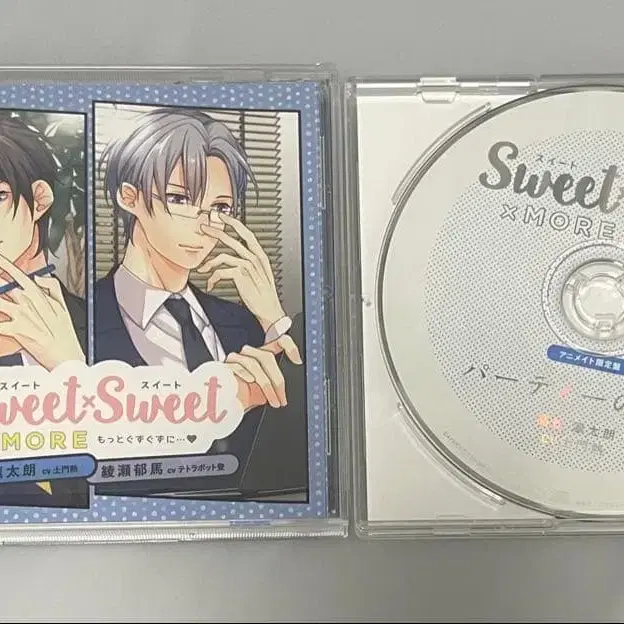 スイート スイート
weet×Sweet
MORE もっとぐずぐずに…♥
太朗 cv 土門熱 綾瀬郁馬 cv テトラポット登
スイート
Sweet
×MORE
アニメイト限定盤
パーティーの
太朗